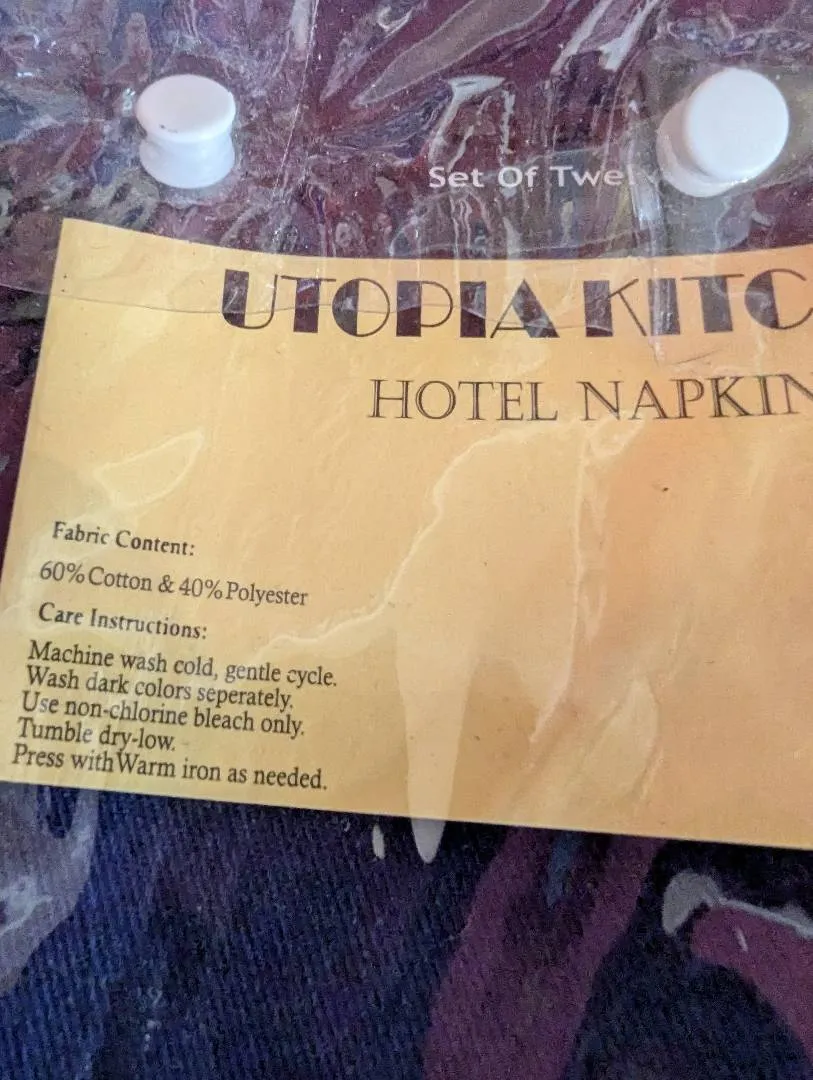 Set Of Twel
UTOPIA KITC
HOTEL NAPKIN
Fabric Content:
60% Cotton & 40% Polyester
Care Instructions:
Machine wash cold, gentle cycle.
Wash dark colors seperately.
Use non-chlorine bleach only.
Tumble dry-low.
Press with Warm iron as needed.